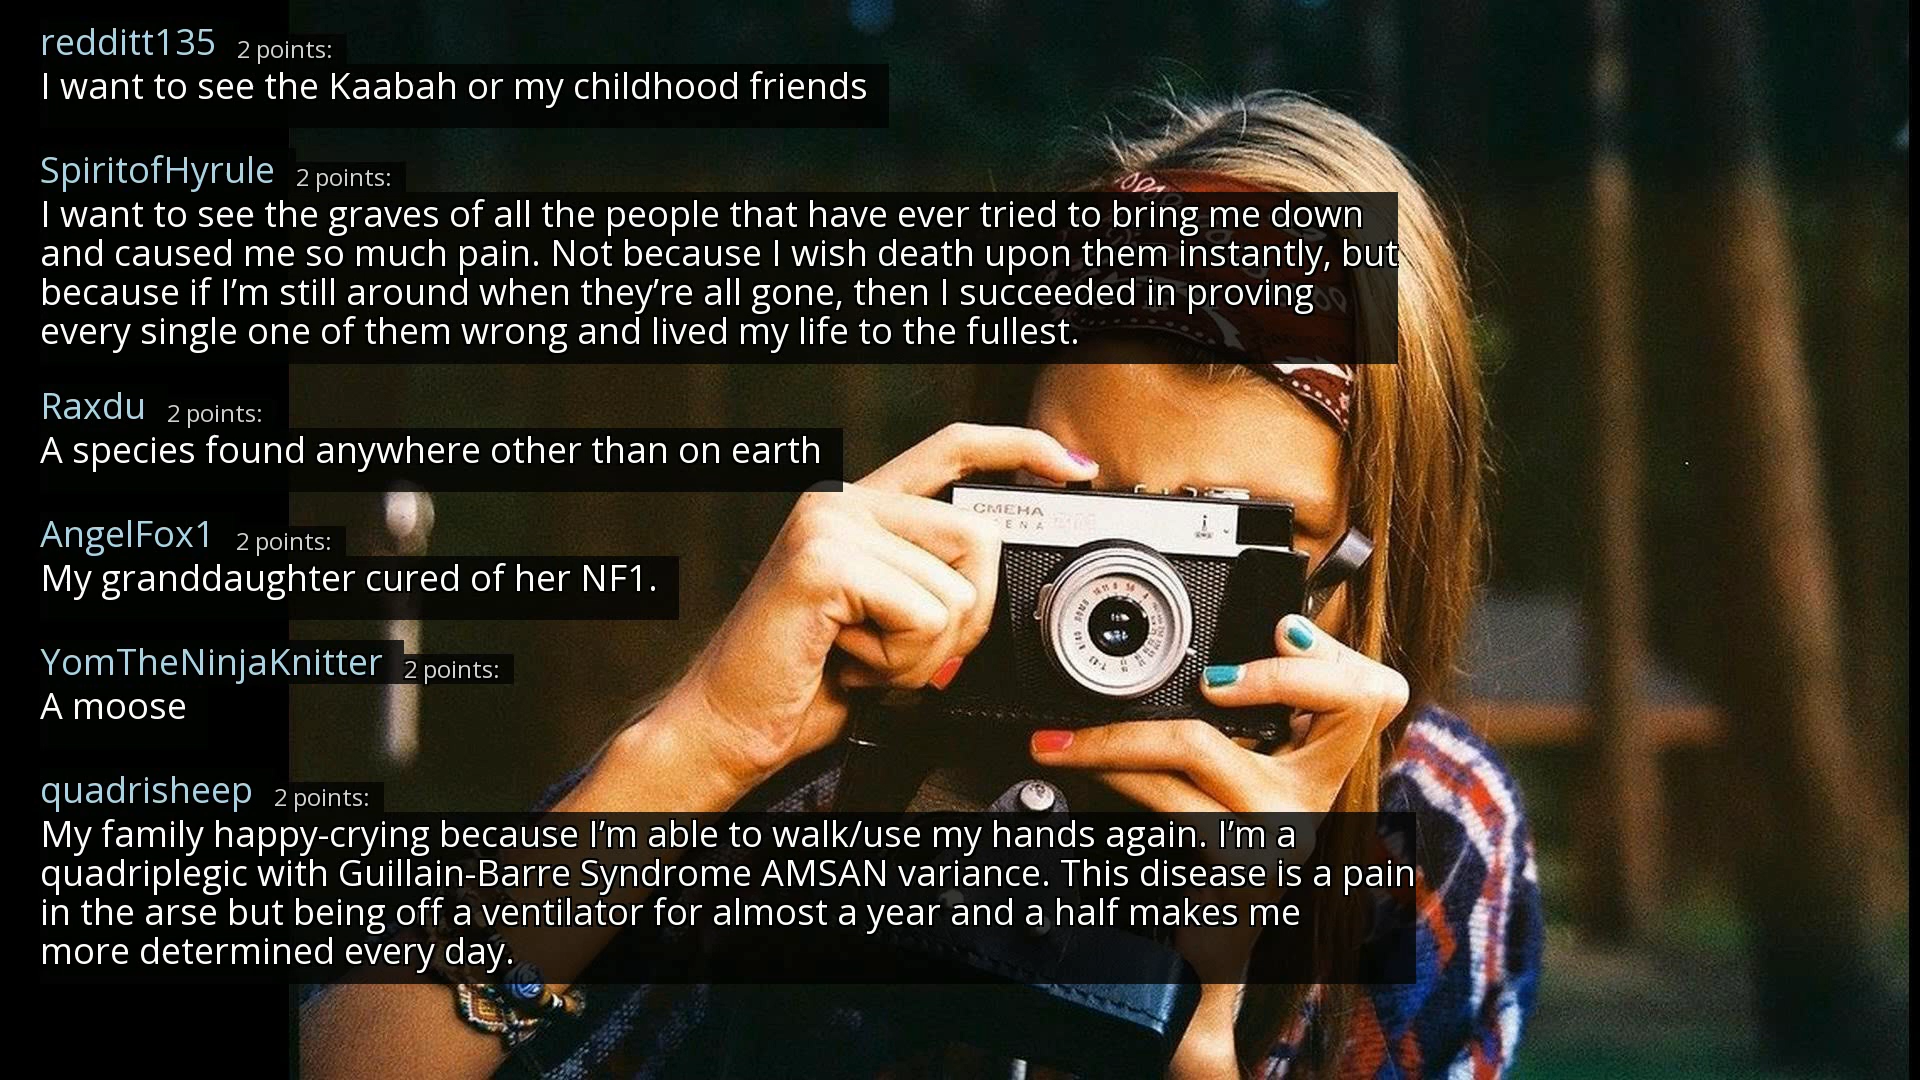 redditt135 2 points:
I want to see the Kaabah or my childhood friends
SpiritofHyrule 2 points:
I want to see the graves of all the people that have ever tried to bring me down
and caused me so much pain. Not because I wish death upon them instantly, but
because if I’m still around when they’re all gone, then I succeeded in proving
every single one of them wrong and lived my life to the fullest.
Raxdu 2 points:
A species found anywhere other than on earth
AngelFox1 2 points:
My granddaughter cured of her NF1.
YomTheNinjaKnitter 2 points:
A moose
quadrisheep 2 points:
My family happy-crying because I’m able to walk/use my hands again. I’m a
quadriplegic with Guillain-Barre Syndrome AMSAN variance. This disease is a pain
in the arse but being off a ventilator for almost a year and a half makes me
more determined every day.
СМЕНА